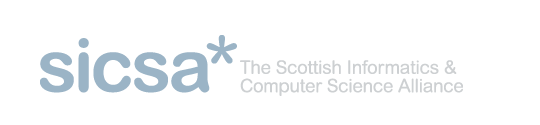 sicsa*
The Scottish Informatics &
Computer Science Alliance